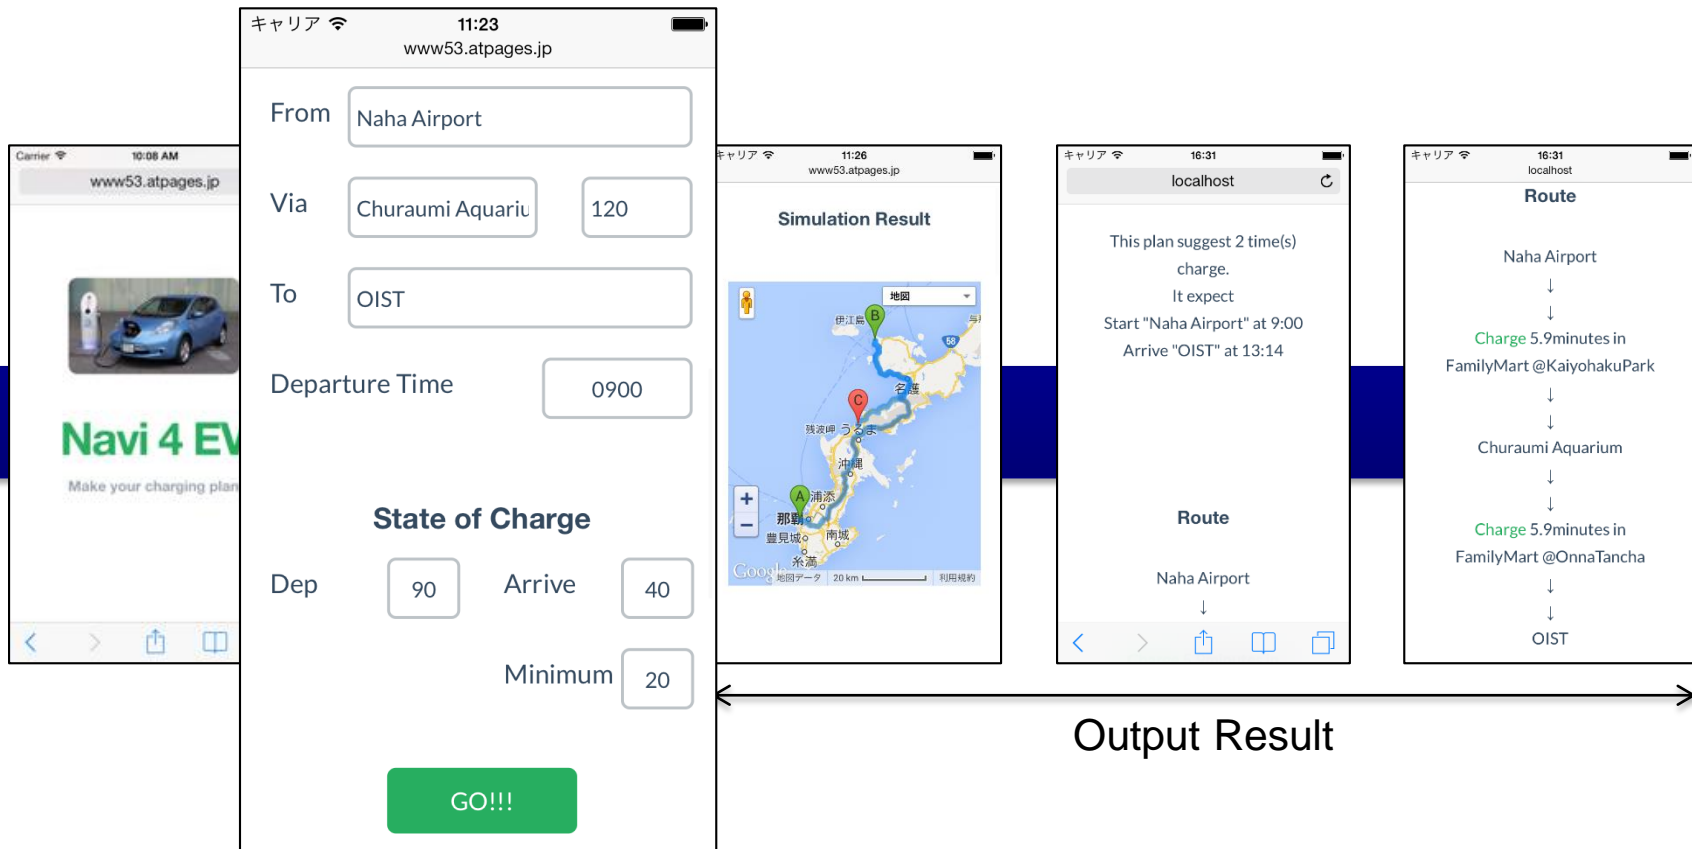 Carrier 10:08 AM
www53.atpages.jp
Navi 4 EV
Make your charging plan
キャリア 11:23
www53.atpages.jp
From Naha Airport
Via Churaumi Aquariu 120
To OIST
Departure Time 0900
State of Charge
Dep 90 Arrive 40
Minimum 20
GO!!!
キャリア 11:26
www53.atpages.jp
Simulation Result
地図
伊江島 B
58
名護
C
残波岬 うるま
沖縄
A 浦添
那覇
豊見城 南城
糸満
Google 地図データ 20 km 利用規約
キャリア 16:31
localhost
This plan suggest 2 time(s)
charge.
It expect
Start "Naha Airport" at 9:00
Arrive "OIST" at 13:14
Route
Naha Airport
↓
キャリア 16:31
localhost
Route
Naha Airport
↓
↓
Charge 5.9minutes in
FamilyMart @KaiyohakuPark
↓
↓
Churaumi Aquarium
↓
↓
Charge 5.9minutes in
FamilyMart @OnnaTancha
↓
↓
OIST
Output Result